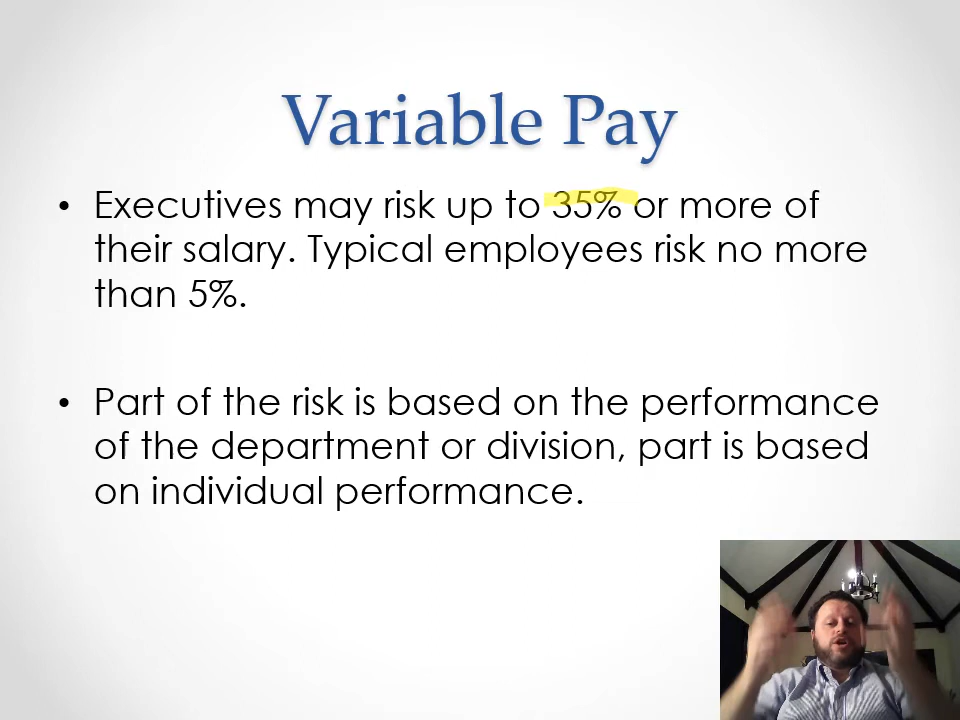 Variable Pay
• Executives may risk up to 35% or more of
their salary. Typical employees risk no more
than 5%.
• Part of the risk is based on the performance
of the department or division, part is based
on individual performance.